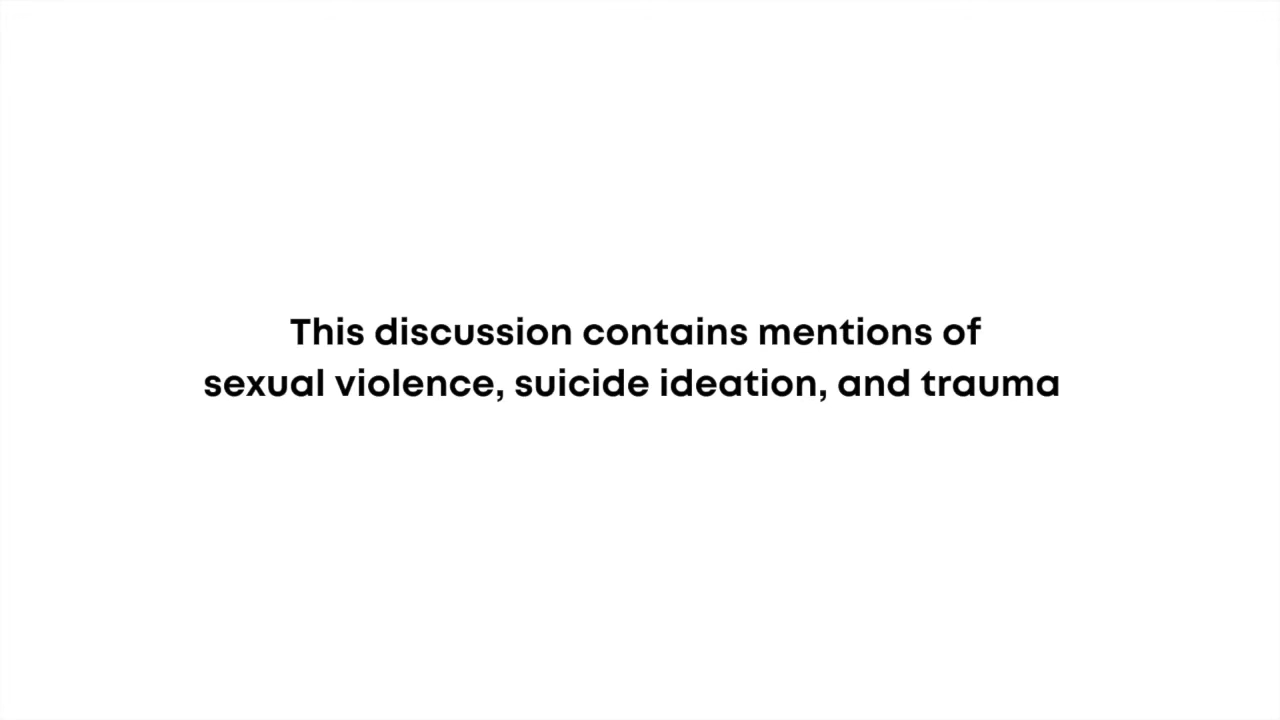 This discussion contains mentions of
sexual violence, suicide ideation, and trauma